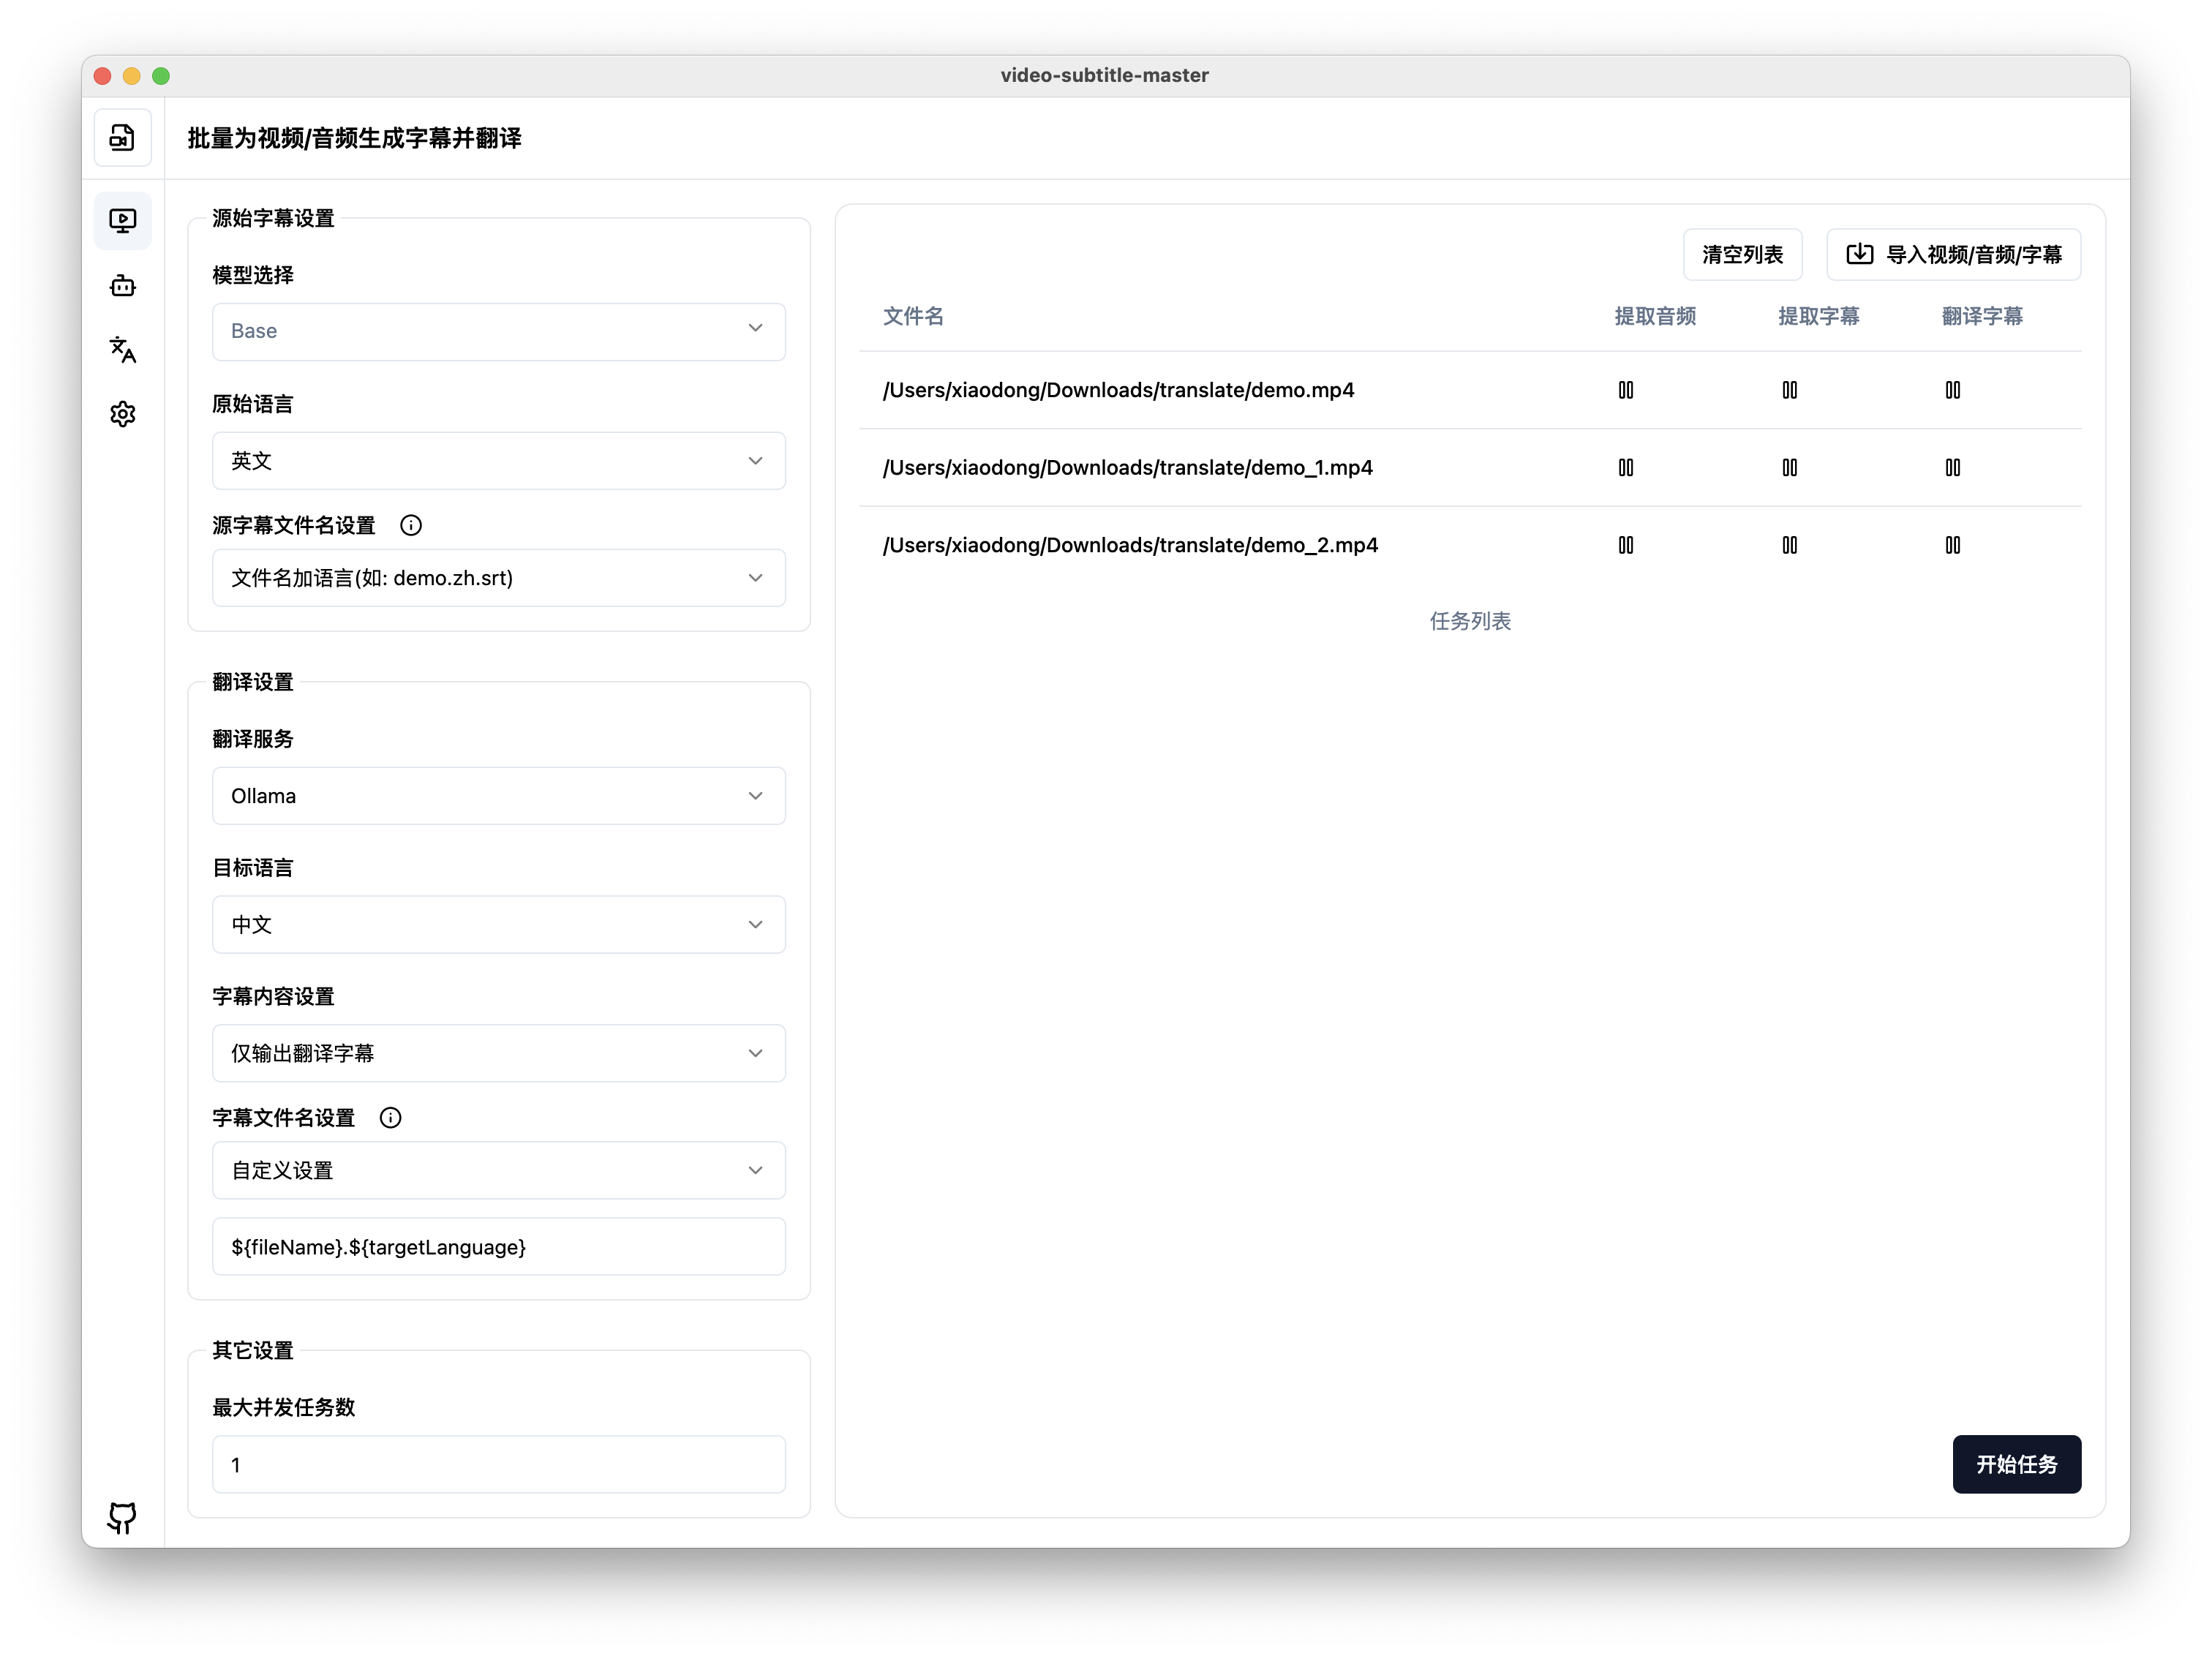 video-subtitle-master
批量为视频/音频生成字幕并翻译
源始字幕设置
模型选择
Base
原始语言
英文
源字幕文件名设置
文件名加语言(如: demo.zh.srt)
翻译设置
翻译服务
Ollama
目标语言
中文
字幕内容设置
仅输出翻译字幕
字幕文件名设置
自定义设置
${fileName}.${targetLanguage}
其它设置
最大并发任务数
1
清空列表 导入视频/音频/字幕
文件名 提取音频 提取字幕 翻译字幕
/Users/xiaodong/Downloads/translate/demo.mp4
/Users/xiaodong/Downloads/translate/demo_1.mp4
/Users/xiaodong/Downloads/translate/demo_2.mp4
任务列表
开始任务